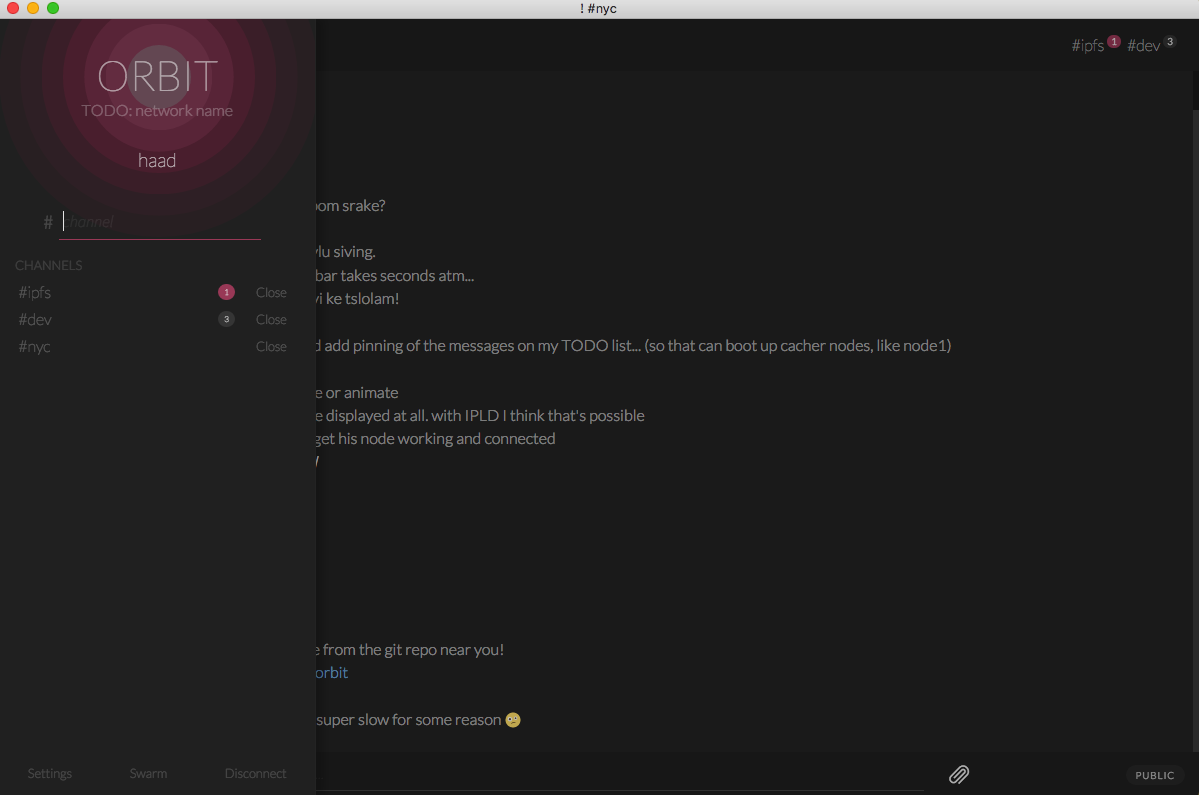 ! #nyc
#ipfs 1 #dev 3
ORBIT
TODO: network name
haad
# channel
CHANNELS
#ipfs 1 Close
#dev 3 Close
#nyc Close
Settings Swarm Disconnect
oom srake?
ylu siving.
bar takes seconds atm...
yi ke tslolam!
d add pinning of the messages on my TODO list... (so that can boot up cacher nodes, like node1)
e or animate
e displayed at all. with IPLD I think that's possible
get his node working and connected
e from the git repo near you!
orbit
super slow for some reason 😕
PUBLIC